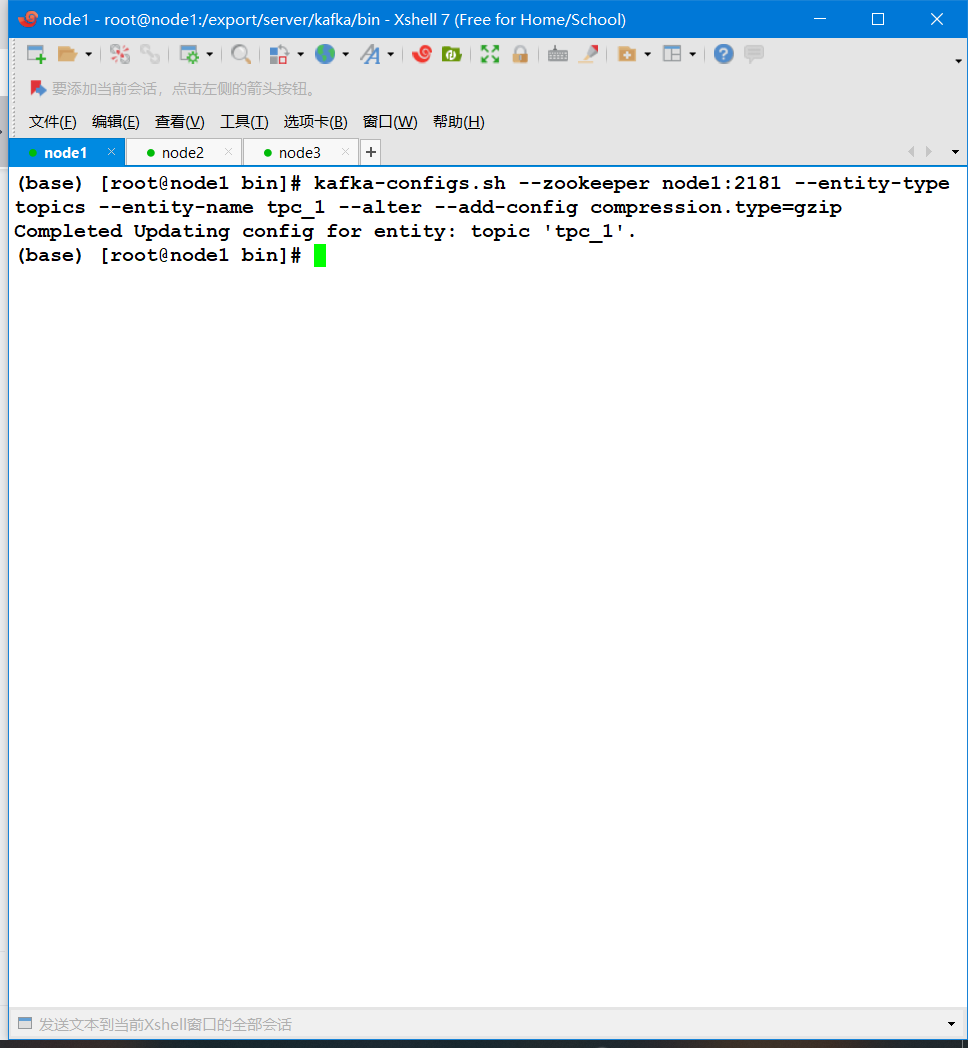 node1 - root@node1:/export/server/kafka/bin - Xshell 7 (Free for Home/School)
要添加当前会话，点击左侧的箭头按钮。
文件(F) 编辑(E) 查看(V) 工具(T) 选项卡(B) 窗口(W) 帮助(H)
node1 node2 node3
(base) [root@node1 bin]# kafka-configs.sh --zookeeper node1:2181 --entity-type
topics --entity-name tpc_1 --alter --add-config compression.type=gzip
Completed Updating config for entity: topic 'tpc_1'.
(base) [root@node1 bin]#
发送文本到当前Xshell窗口的全部会话